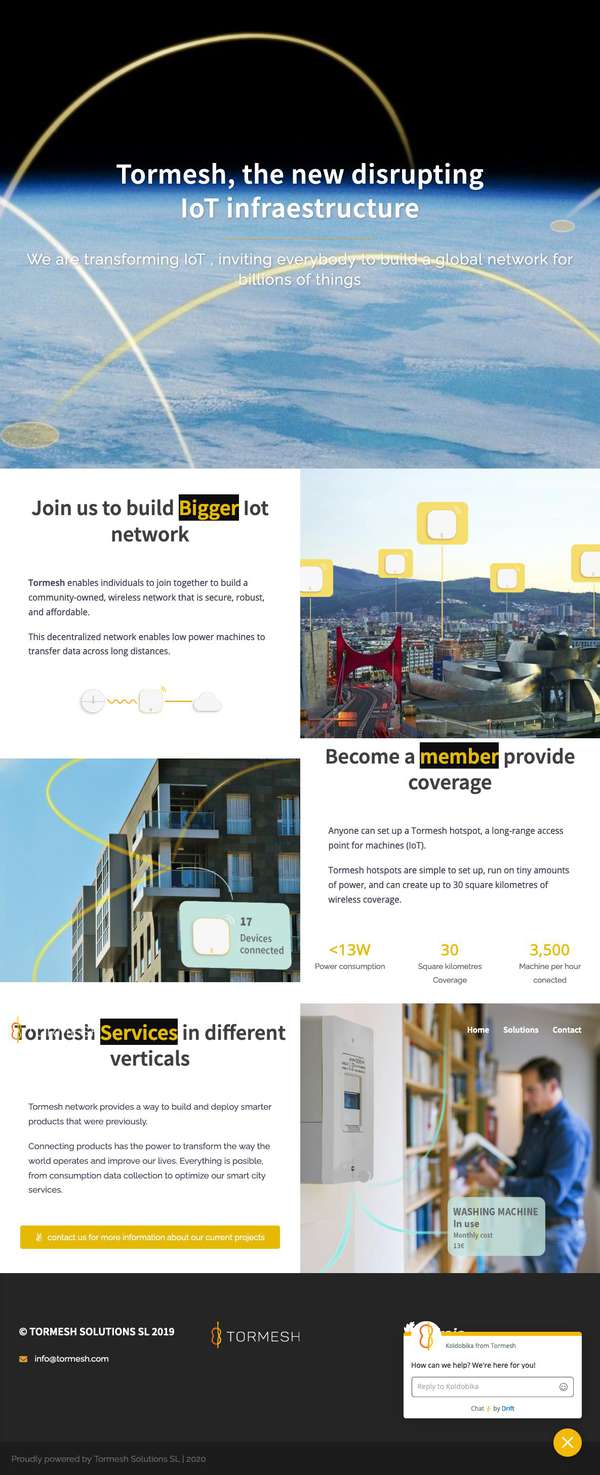 Tormesh, the new disrupting
IoT infraestructure
We are transforming IoT , inviting everybody to build a global network for
billions of things
Join us to build Bigger Iot
network
Tormesh enables individuals to join together to build a
community-owned, wireless network that is secure, robust,
and affordable.
This decentralized network enables low power machines to
transfer data across long distances.
Become a member provide
coverage
Anyone can set up a Tormesh hotspot, a long-range access
point for machines (IoT).
Tormesh hotspots are simple to set up, run on tiny amounts
of power, and can create up to 30 square kilometres of
wireless coverage.
17
Devices
connected
<13W
Power consumption
30
Square kilometres
Coverage
3,500
Machine per hour
conected
Home Solutions Contact
Tormesh Services in different
verticals
Tormesh network provides a way to build and deploy smarter
products that were previously.
Connecting products has the power to transform the way the
world operates and improve our lives. Everything is posible,
from consumption data collection to optimize our smart city
services.
contact us for more information about our current projects
WASHING MACHINE
In use
Monthly cost
13€
© TORMESH SOLUTIONS SL 2019
info@tormesh.com
TORMESH
Koldobika from Tormesh
How can we help? We're here for you!
Reply to Koldobika
Chat by Drift
Proudly powered by Tormesh Solutions SL | 2020